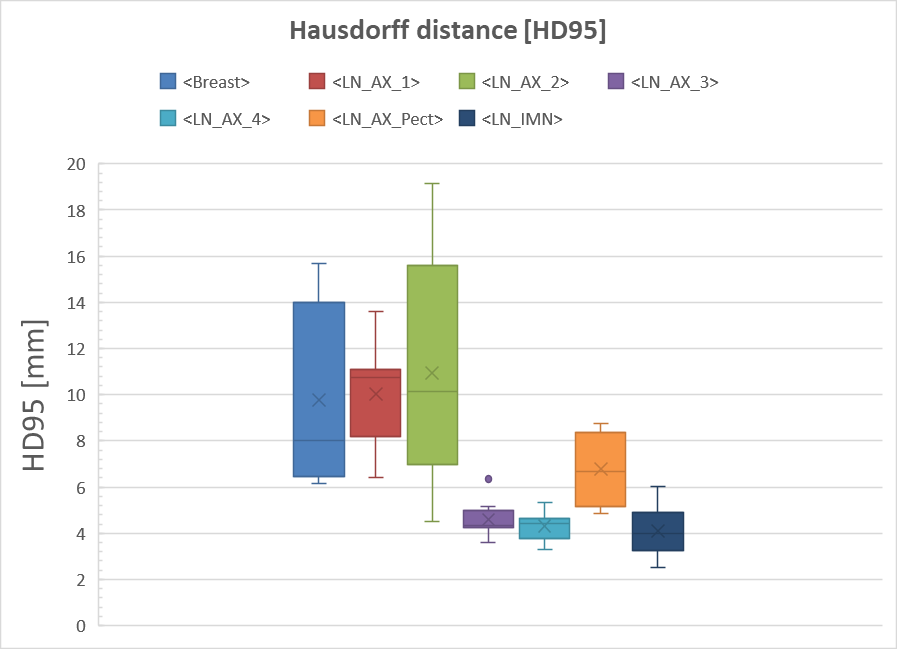 Hausdorff distance [HD95]
<Breast> <LN_AX_1> <LN_AX_2> <LN_AX_3>
<LN_AX_4> <LN_AX_Pect> <LN_IMN>
HD95 [mm]
20
18
16
14
12
10
8
6
4
2
0